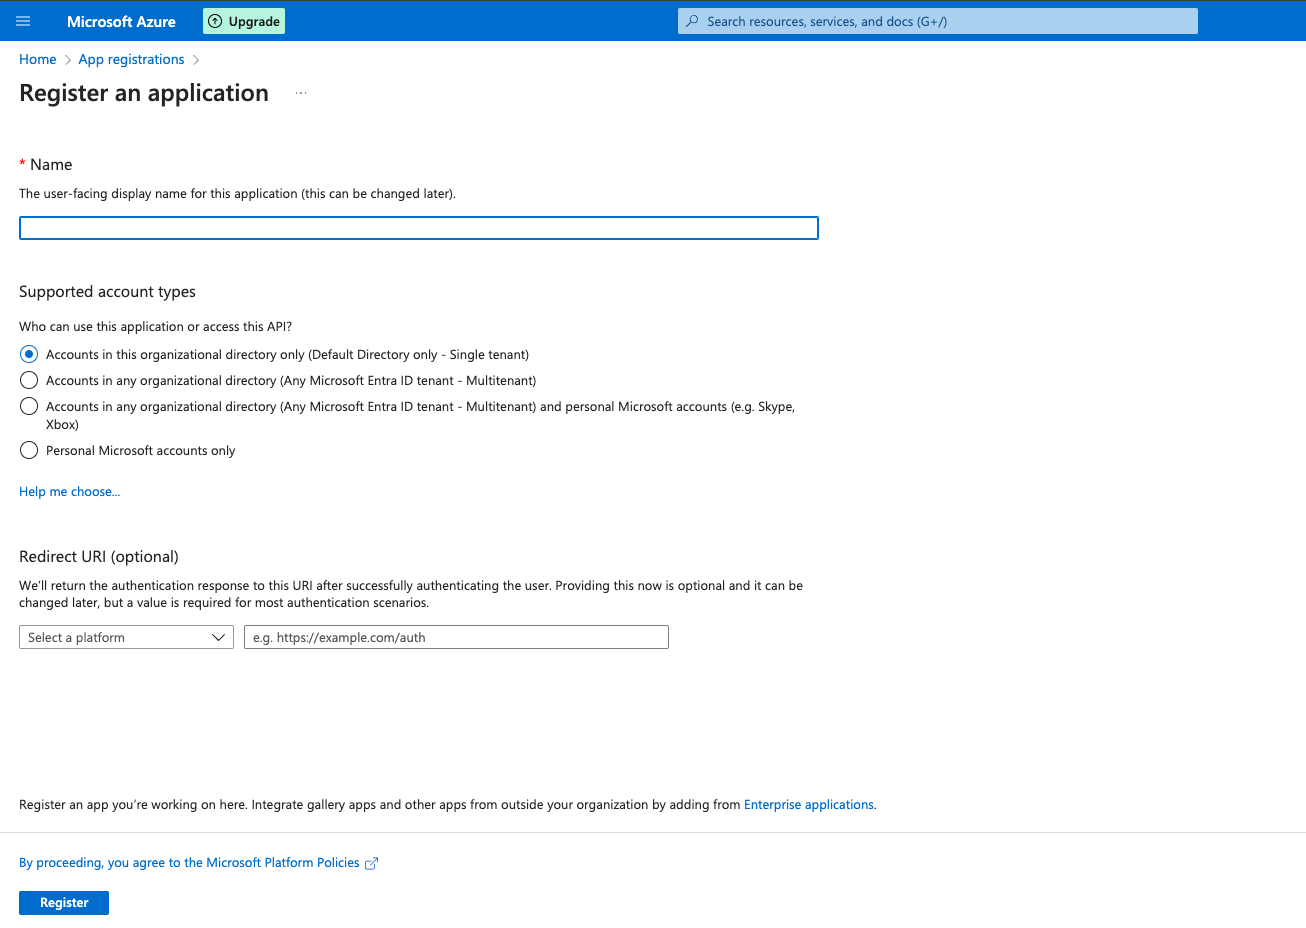 Microsoft Azure
Upgrade
Search resources, services, and docs (G+/)
Home > App registrations >
Register an application ...
* Name
The user-facing display name for this application (this can be changed later).
Supported account types
Who can use this application or access this API?
Accounts in this organizational directory only (Default Directory only - Single tenant)
Accounts in any organizational directory (Any Microsoft Entra ID tenant - Multitenant)
Accounts in any organizational directory (Any Microsoft Entra ID tenant - Multitenant) and personal Microsoft accounts (e.g. Skype,
Xbox)
Personal Microsoft accounts only
Help me choose...
Redirect URI (optional)
We'll return the authentication response to this URI after successfully authenticating the user. Providing this now is optional and it can be
changed later, but a value is required for most authentication scenarios.
Select a platform
e.g. https://example.com/auth
Register an app you're working on here. Integrate gallery apps and other apps from outside your organization by adding from Enterprise applications.
By proceeding, you agree to the Microsoft Platform Policies
Register